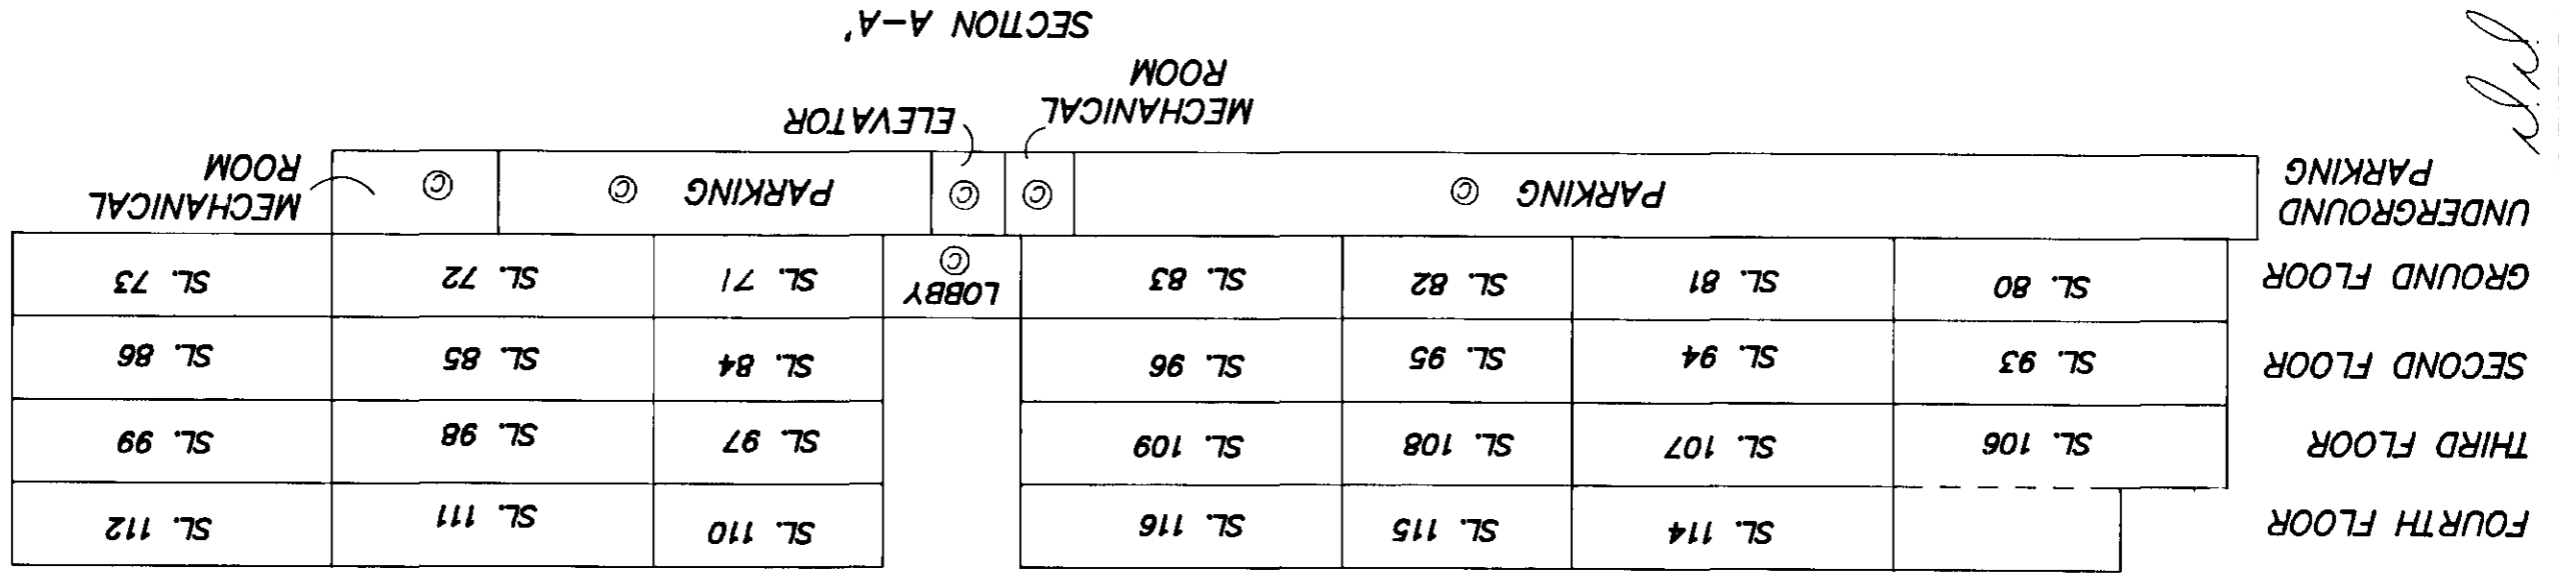 FOURTH FLOOR SL. 114 SL. 115 SL. 116 SL. 110 SL. 111 SL. 112
THIRD FLOOR SL. 106 SL. 107 SL. 108 SL. 109 SL. 97 SL. 98 SL. 99
SECOND FLOOR SL. 93 SL. 94 SL. 95 SL. 96 SL. 84 SL. 85 SL. 86
GROUND FLOOR SL. 80 SL. 81 SL. 82 SL. 83 LOBBY © SL. 71 SL. 72 SL. 73
UNDERGROUND
PARKING
PARKING © © © PARKING © ©
MECHANICAL
ROOM
MECHANICAL
ROOM
ELEVATOR
SECTION A-A'